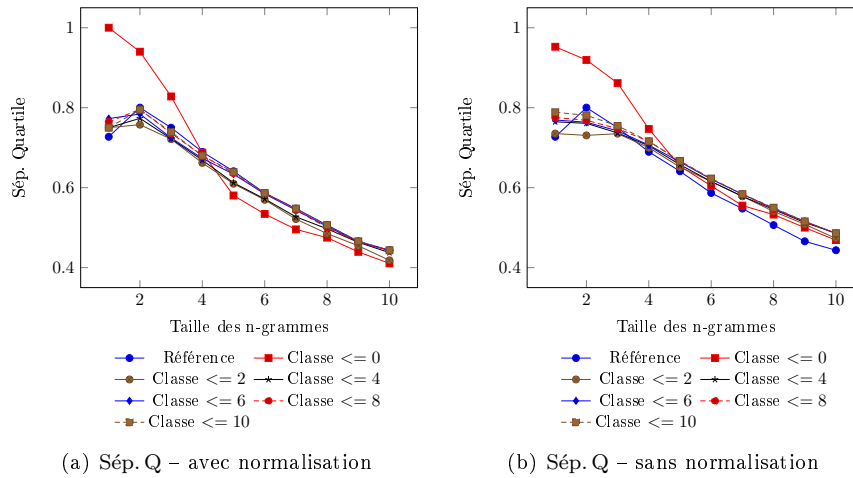 1
0.8
0.6
0.4
Sép. Quartile
2 4 6 8 10
Taille des n-grammes
Référence Classe <= 0
Classe <= 2 Classe <= 4
Classe <= 6 Classe <= 8
Classe <= 10
(a) Sép. Q – avec normalisation
1
0.8
0.6
0.4
Sép. Quartile
2 4 6 8 10
Taille des n-grammes
Référence Classe <= 0
Classe <= 2 Classe <= 4
Classe <= 6 Classe <= 8
Classe <= 10
(b) Sép. Q – sans normalisation